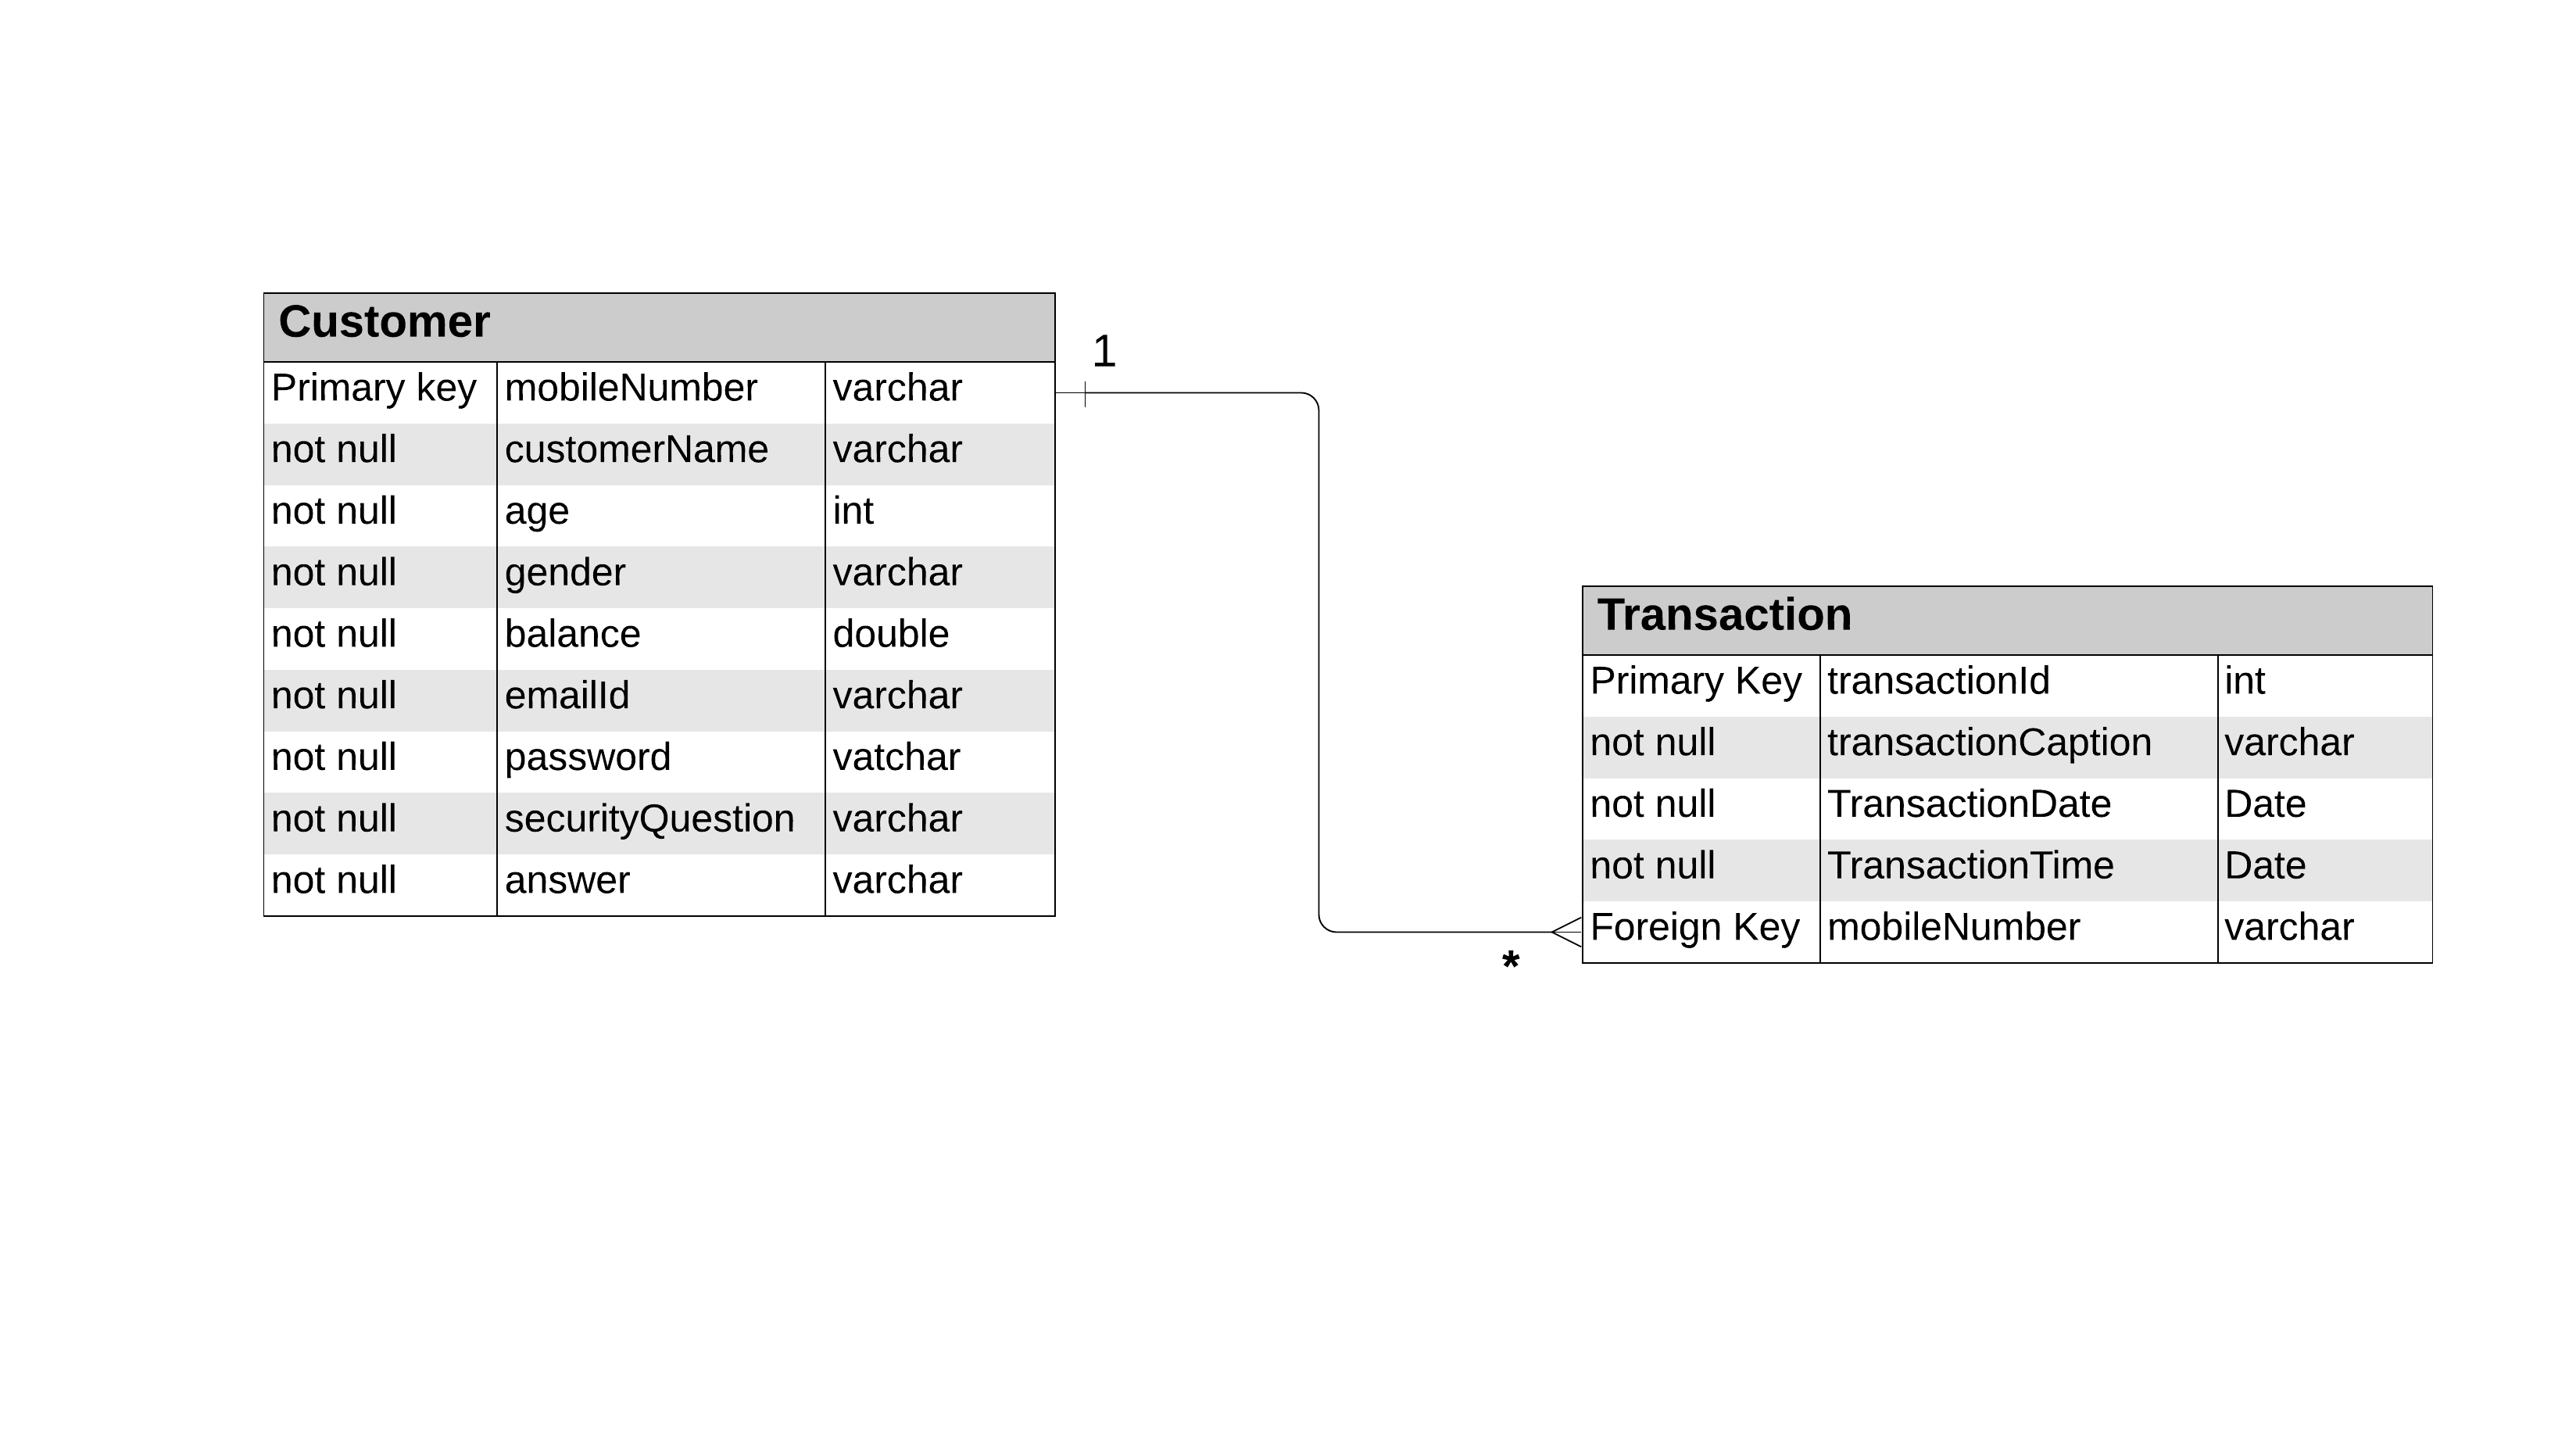 Customer
Primary key mobileNumber varchar
not null customerName varchar
not null age int
not null gender varchar
not null balance double
not null emailId varchar
not null password vatchar
not null securityQuestion varchar
not null answer varchar
1
*
Transaction
Primary Key transactionId int
not null transactionCaption varchar
not null TransactionDate Date
not null TransactionTime Date
Foreign Key mobileNumber varchar